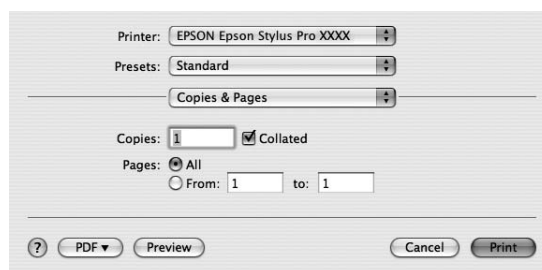 Printer: EPSON Epson Stylus Pro XXXX
Presets: Standard
Copies & Pages
Copies: 1 Collated
Pages: All
From: 1 to: 1
? PDF▼ Preview Cancel Print